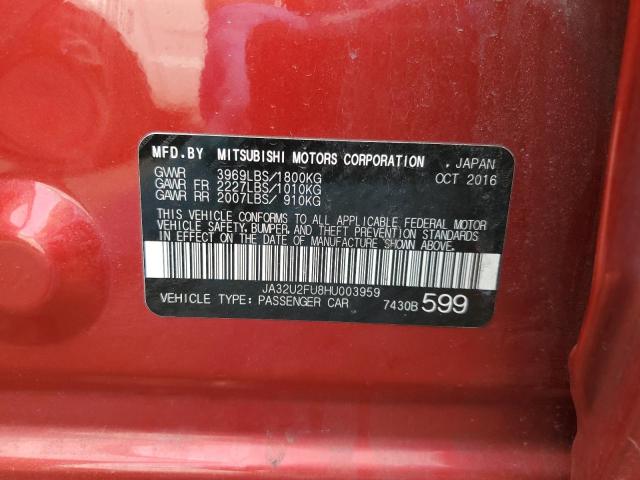 MFD.BY MITSUBISHI MOTORS CORPORATION , JAPAN
GVWR 3969LBS/1800KG OCT 2016
GAWR FR 2227LBS/1010KG
GAWR RR 2007LBS/ 910KG
THIS VEHICLE CONFORMS TO ALL APPLICABLE FEDERAL MOTOR
VEHICLE SAFETY, BUMPER, AND THEFT PREVENTION STANDARDS
IN EFFECT ON THE DATE OF MANUFACTURE SHOWN ABOVE.
JA32U2FU8HU003959
VEHICLE TYPE: PASSENGER CAR 7430B 599